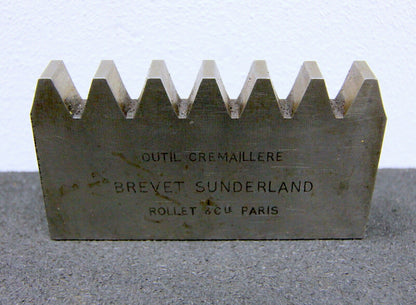 OUTIL CREMAILLERE
BREVET SUNDERLAND
ROLLET & CIE PARIS